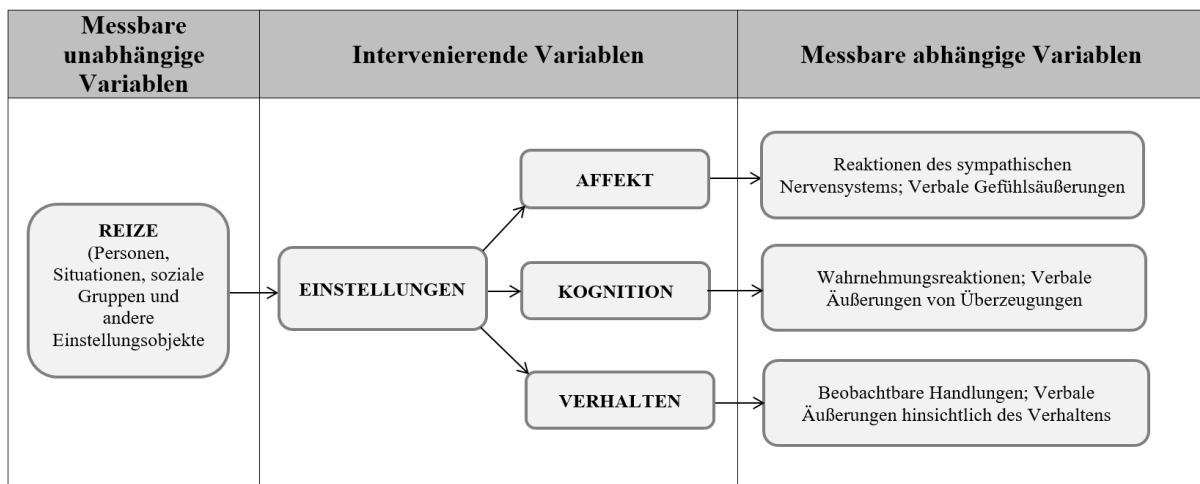 Messbare
unabhängige
Variablen
Intervenierende Variablen
Messbare abhängige Variablen
REIZE
(Personen,
Situationen, soziale
Gruppen und
andere
Einstellungsobjekte
EINSTELLUNGEN
AFFEKT
KOGNITION
VERHALTEN
Reaktionen des sympathischen
Nervensystems; Verbale Gefühlsäußerungen
Wahrnehmungsreaktionen; Verbale
Äußerungen von Überzeugungen
Beobachtbare Handlungen; Verbale
Äußerungen hinsichtlich des Verhaltens